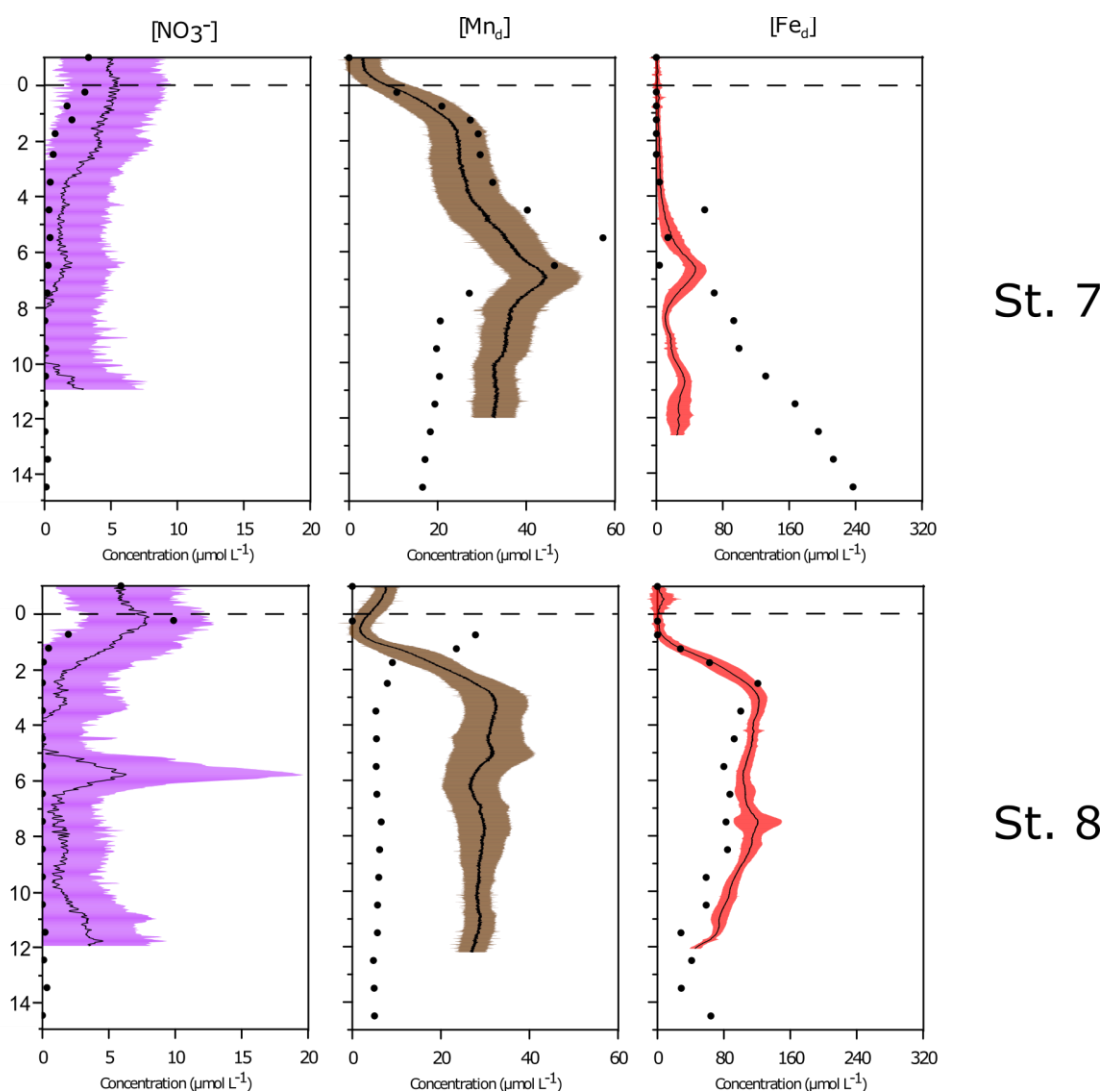 [NO3-] [Mnd] [Fed]
0 2 4 6 8 10 12 14
St. 7
0 5 10 15 20 0 20 40 60 0 80 160 240 320
Concentration (µmol L-1) Concentration (µmol L-1) Concentration (µmol L-1)
0 2 4 6 8 10 12 14
St. 8
0 5 10 15 20 0 20 40 60 0 80 160 240 320
Concentration (µmol L-1) Concentration (µmol L-1) Concentration (µmol L-1)